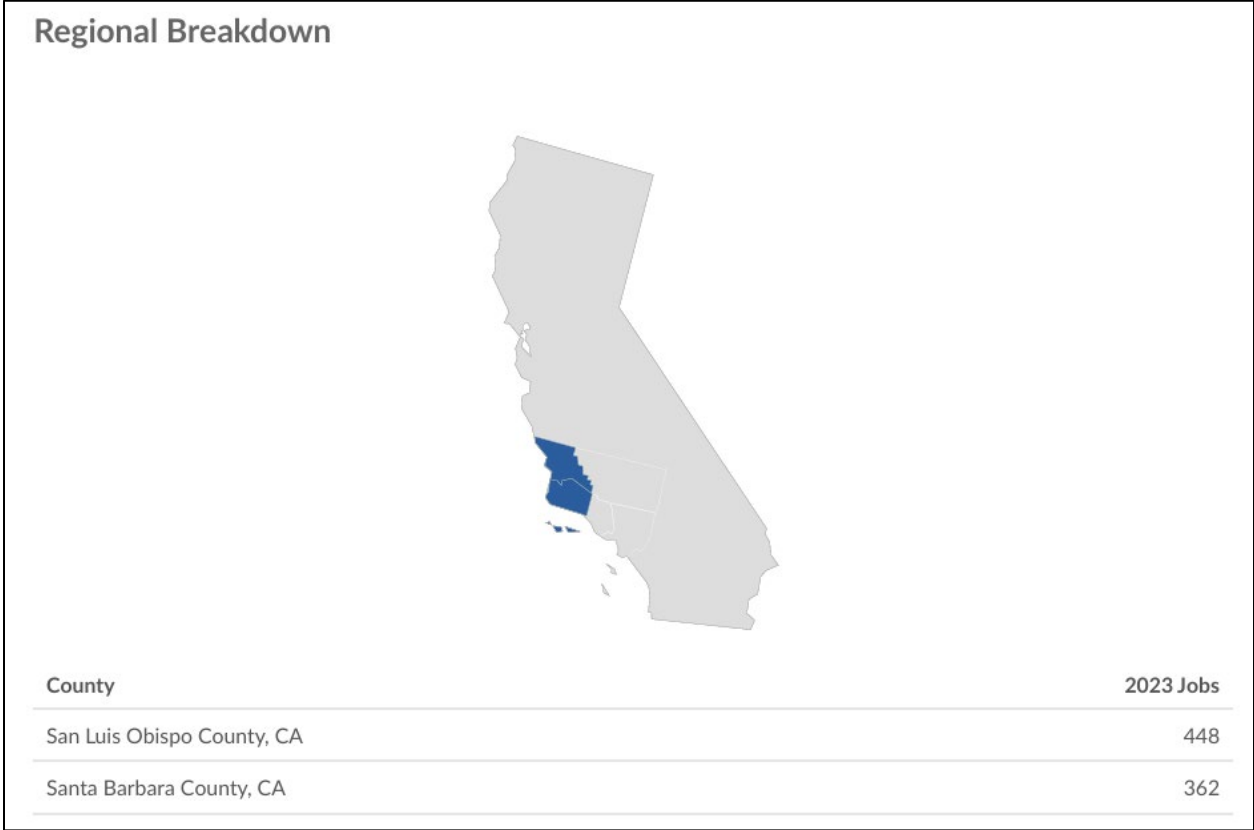 Regional Breakdown
County 2023 Jobs
San Luis Obispo County, CA 448
Santa Barbara County, CA 362